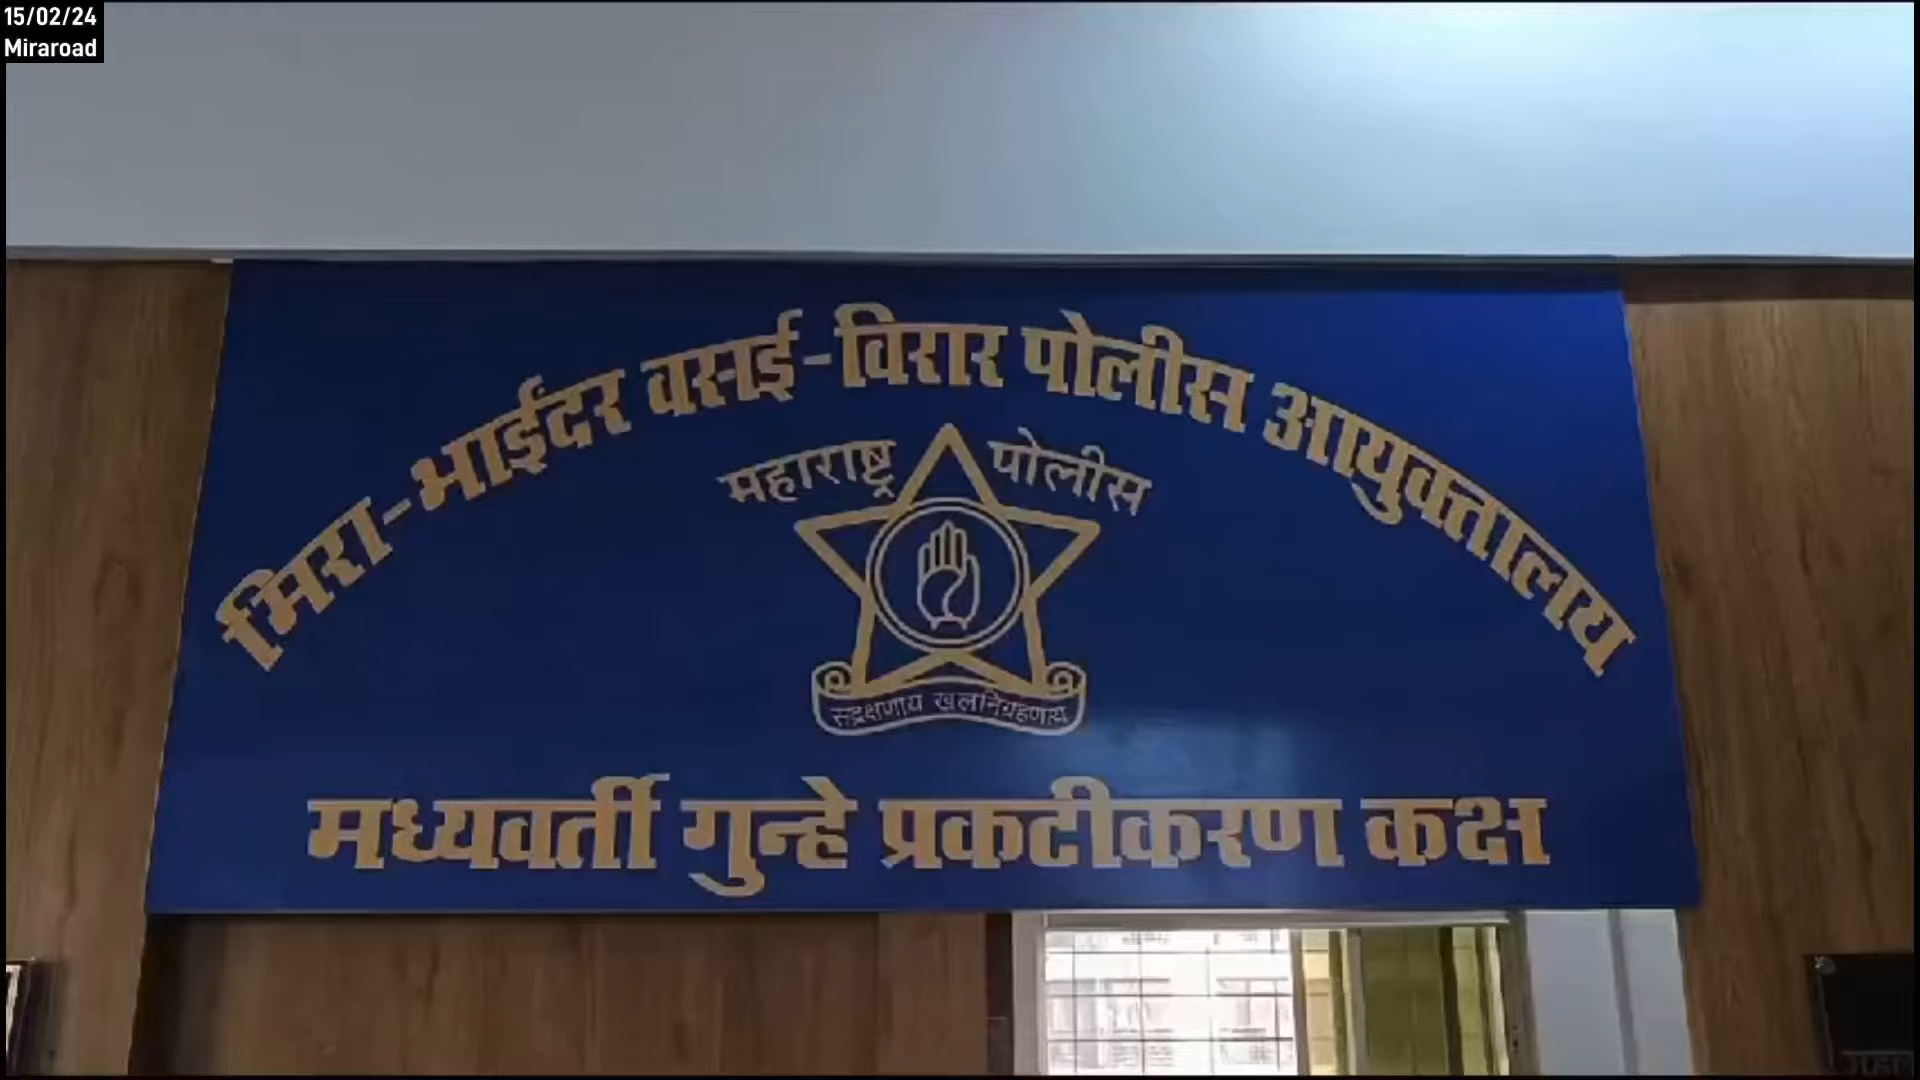 15/02/24
Miraroad
मिरा-भाईंदर वसई-विरार पोलीस आयुक्तालय
महाराष्ट्र पोलीस
सद्रक्षणाय खलनिग्रहणाय
मध्यवर्ती गुन्हे प्रकटीकरण कक्ष